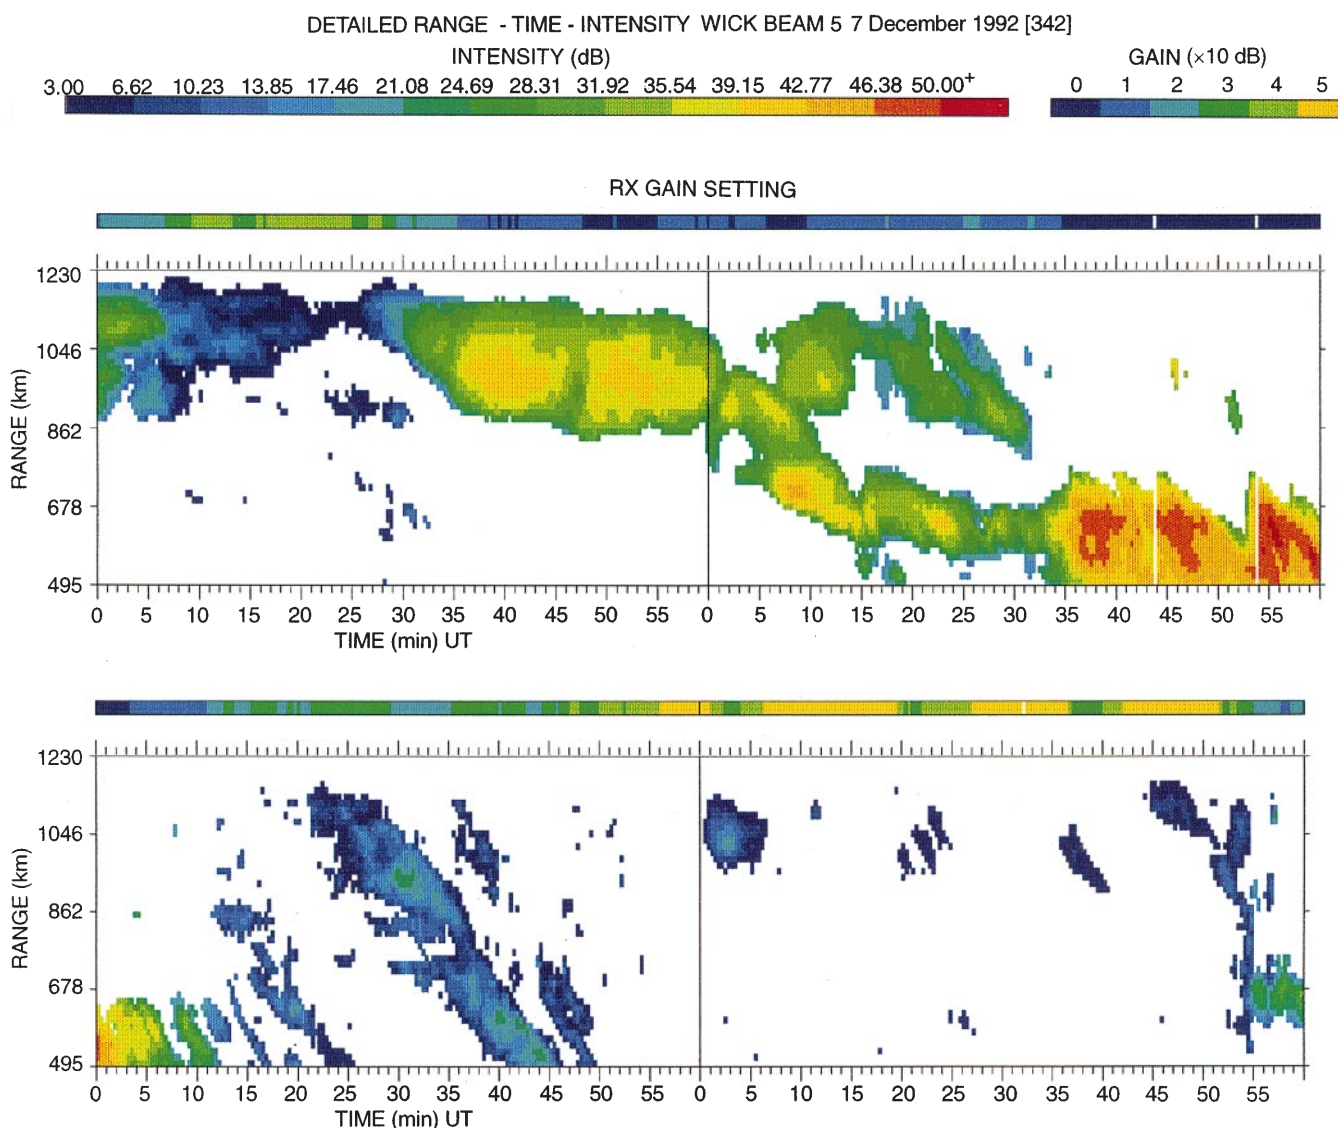 DETAILED RANGE - TIME - INTENSITY WICK BEAM 5 7 December 1992 [342]
INTENSITY (dB) GAIN (×10 dB)
3.00 6.62 10.23 13.85 17.46 21.08 24.69 28.31 31.92 35.54 39.15 42.77 46.38 50.00+ 0 1 2 3 4 5
RX GAIN SETTING
1230
1046
862
678
495
RANGE (km)
0 5 10 15 20 25 30 35 40 45 50 55 0 5 10 15 20 25 30 35 40 45 50 55
TIME (min) UT
1230
1046
862
678
495
RANGE (km)
0 5 10 15 20 25 30 35 40 45 50 55 0 5 10 15 20 25 30 35 40 45 50 55
TIME (min) UT